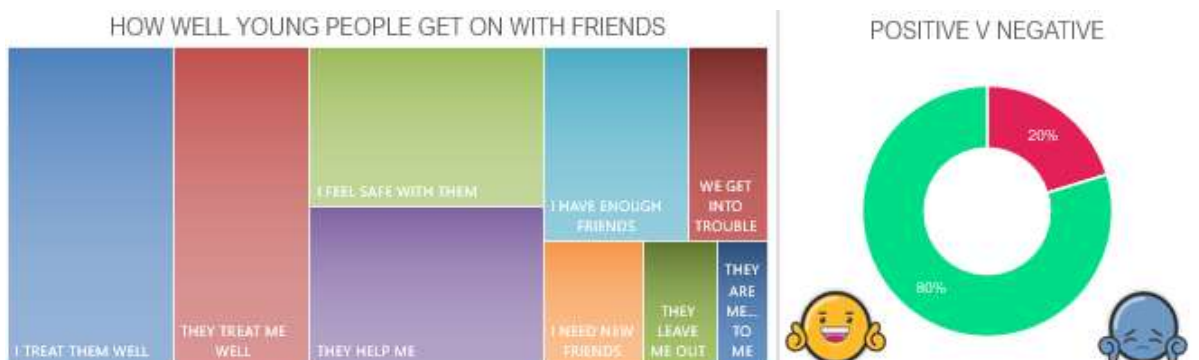 HOW WELL YOUNG PEOPLE GET ON WITH FRIENDS
I TREAT THEM WELL
THEY TREAT ME
WELL
I FEEL SAFE WITH THEM
THEY HELP ME
I HAVE ENOUGH
FRIENDS
WE GET
INTO
TROUBLE
I NEED NEW
FRIENDS
THEY
LEAVE
ME OUT
THEY
ARE
ME...
TO
ME
POSITIVE V NEGATIVE
20%
80%